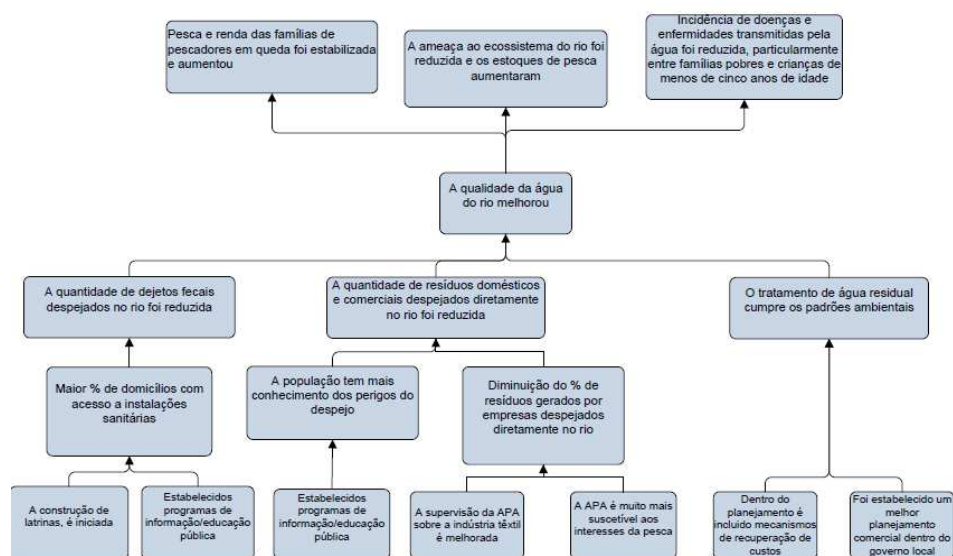 Pesca e renda das famílias de
pescadores em queda foi estabilizada
e aumentou
A ameaça ao ecossistema do rio foi
reduzida e os estoques de pesca
aumentaram
Incidência de doenças e
enfermidades transmitidas pela
água foi reduzida, particularmente
entre famílias pobres e crianças de
menos de cinco anos de idade
A qualidade da água
do rio melhorou
A quantidade de dejetos fecais
despejados no rio foi reduzida
A quantidade de resíduos domésticos
e comerciais despejados diretamente
no rio foi reduzida
O tratamento de água residual
cumpre os padrões ambientais
Maior % de domicílios com
acesso a instalações
sanitárias
A população tem mais
conhecimento dos perigos do
despejo
Diminuição do % de
resíduos gerados por
empresas despejados
diretamente no rio
A construção de
latrinas, é iniciada
Estabelecidos
programas de
informação/educação
pública
Estabelecidos
programas de
informação/educação
pública
A supervisão da APA
sobre a indústria têxtil
é melhorada
A APA é muito mais
suscetível aos
interesses da pesca
Dentro do
planejamento é
incluido mecanismos
de recuperação de
custos
Foi estabelecido um
melhor
planejamento
comercial dentro do
governo local